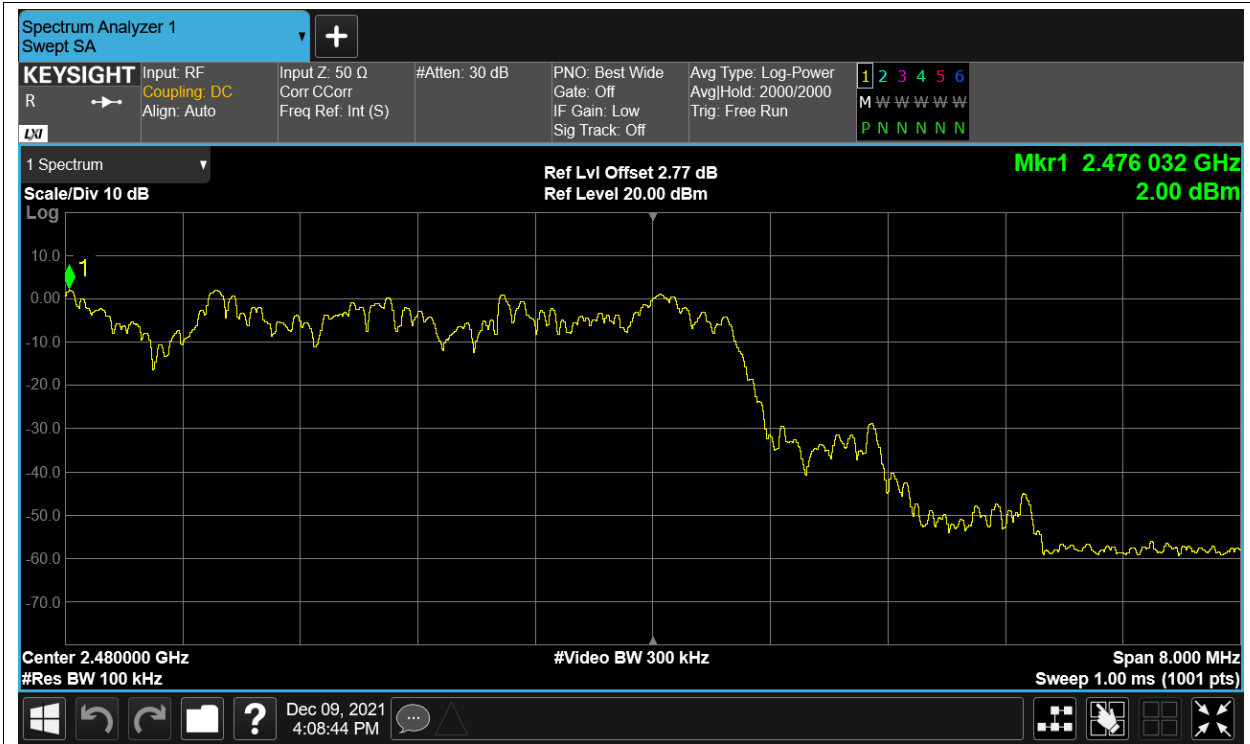 Spectrum Analyzer 1
Swept SA
KEYSIGHT
R
LXI
Input: RF
Coupling: DC
Align: Auto
Input Z: 50 Ω
Corr CCorr
Freq Ref: Int (S)
#Atten: 30 dB
PNO: Best Wide
Gate: Off
IF Gain: Low
Sig Track: Off
Avg Type: Log-Power
Avg|Hold: 2000/2000
Trig: Free Run
1 2 3 4 5 6
M W W W W W
P N N N N N
1 Spectrum
Scale/Div 10 dB
Log
Ref Lvl Offset 2.77 dB
Ref Level 20.00 dBm
Mkr1 2.476 032 GHz
2.00 dBm
1
10.0
0.00
-10.0
-20.0
-30.0
-40.0
-50.0
-60.0
-70.0
Center 2.480000 GHz
#Res BW 100 kHz
#Video BW 300 kHz
Span 8.000 MHz
Sweep 1.00 ms (1001 pts)
?
Dec 09, 2021
4:08:44 PM